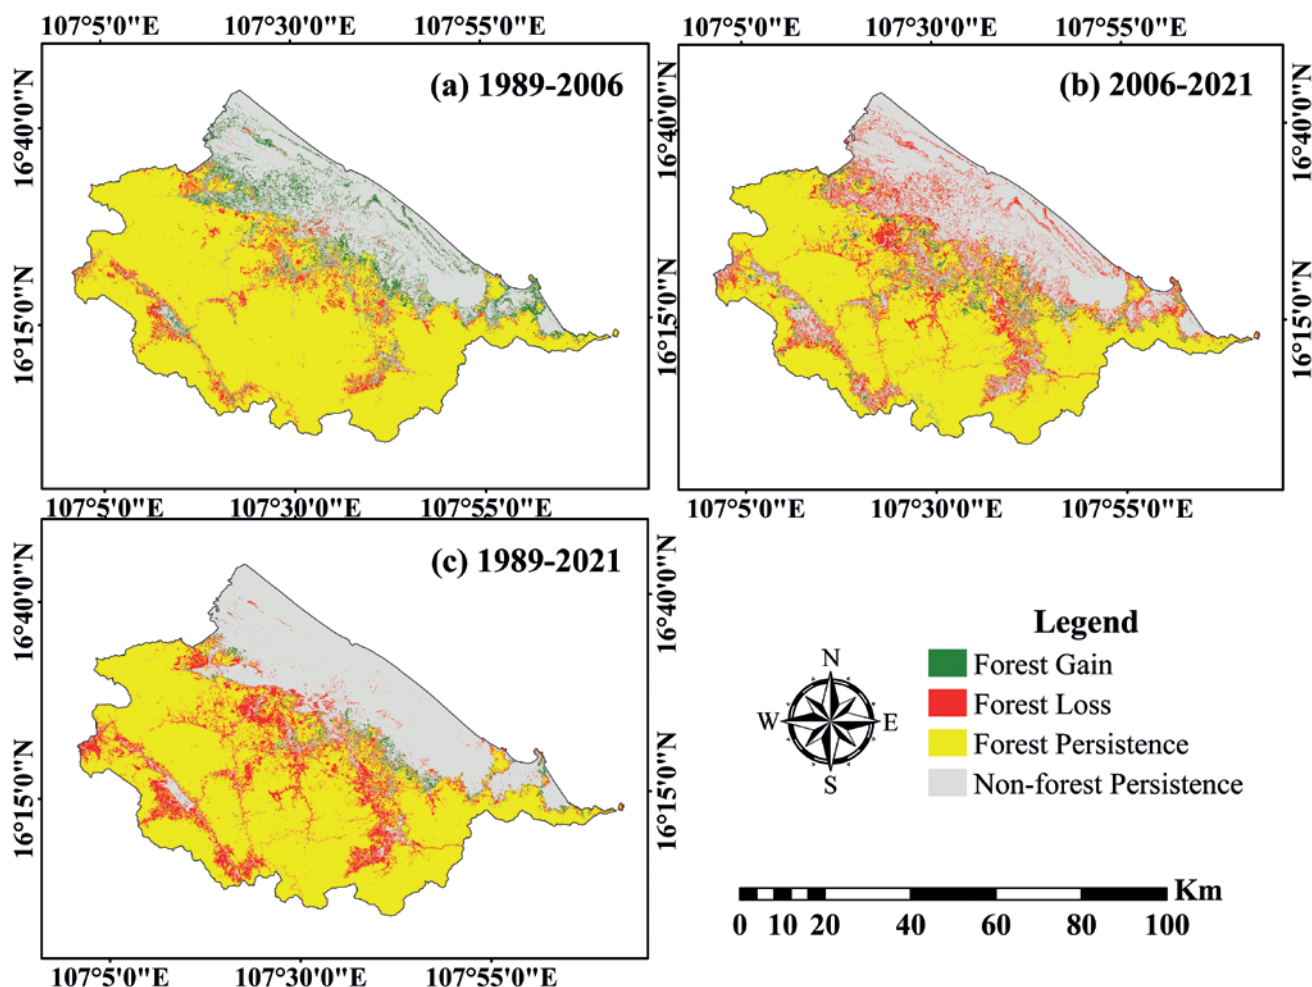 107°5'0"E 107°30'0"E 107°55'0"E 107°5'0"E 107°30'0"E 107°55'0"E
(a) 1989-2006
(b) 2006-2021
16°40'0"N 16°40'0"N 16°40'0"N
16°15'0"N 16°15'0"N 16°15'0"N
107°5'0"E 107°30'0"E 107°55'0"E 107°5'0"E 107°30'0"E 107°55'0"E
(c) 1989-2021
16°40'0"N 16°40'0"N
16°15'0"N 16°15'0"N
107°5'0"E 107°30'0"E 107°55'0"E
Legend
Forest Gain
Forest Loss
Forest Persistence
Non-forest Persistence
N
W E
S
Km
0 10 20 40 60 80 100